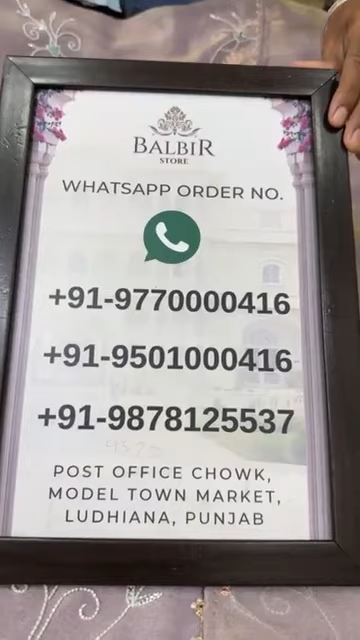 BALBIR
STORE
WHATSAPP ORDER NO.
+91-9770000416
+91-9501000416
+91-9878125537
POST OFFICE CHOWK,
MODEL TOWN MARKET,
LUDHIANA, PUNJAB